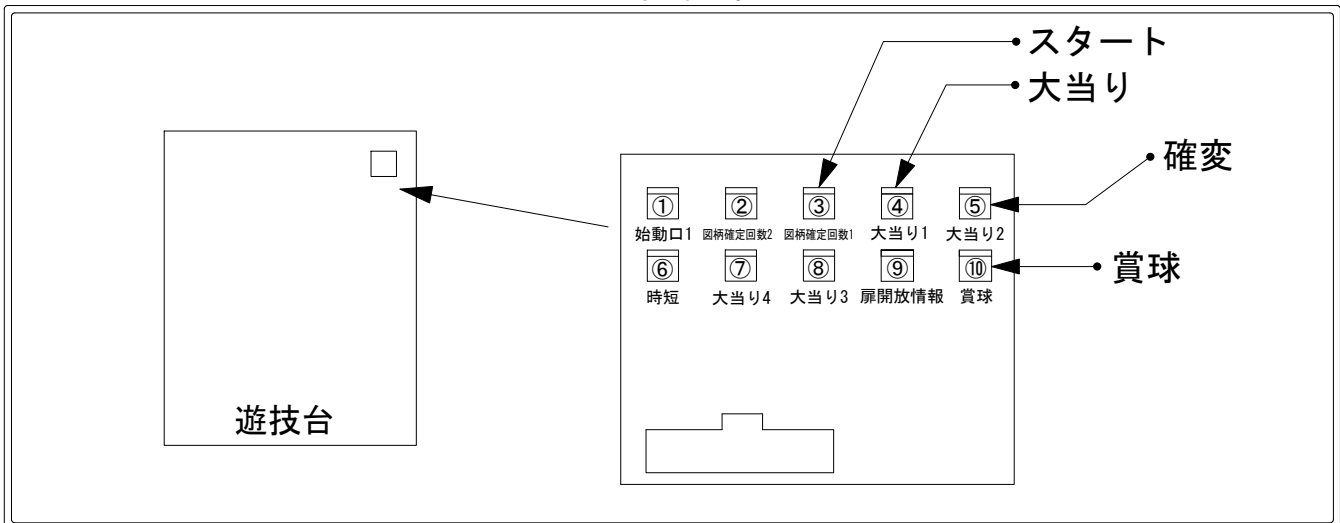 スタート
大当り
確変
賞球
① ② ③ ④ ⑤
始動口1 図柄確定回数2 図柄確定回数1 大当り1 大当り2
⑥ ⑦ ⑧ ⑨ ⑩
時短 大当り4 大当り3 扉開放情報 賞球
遊技台